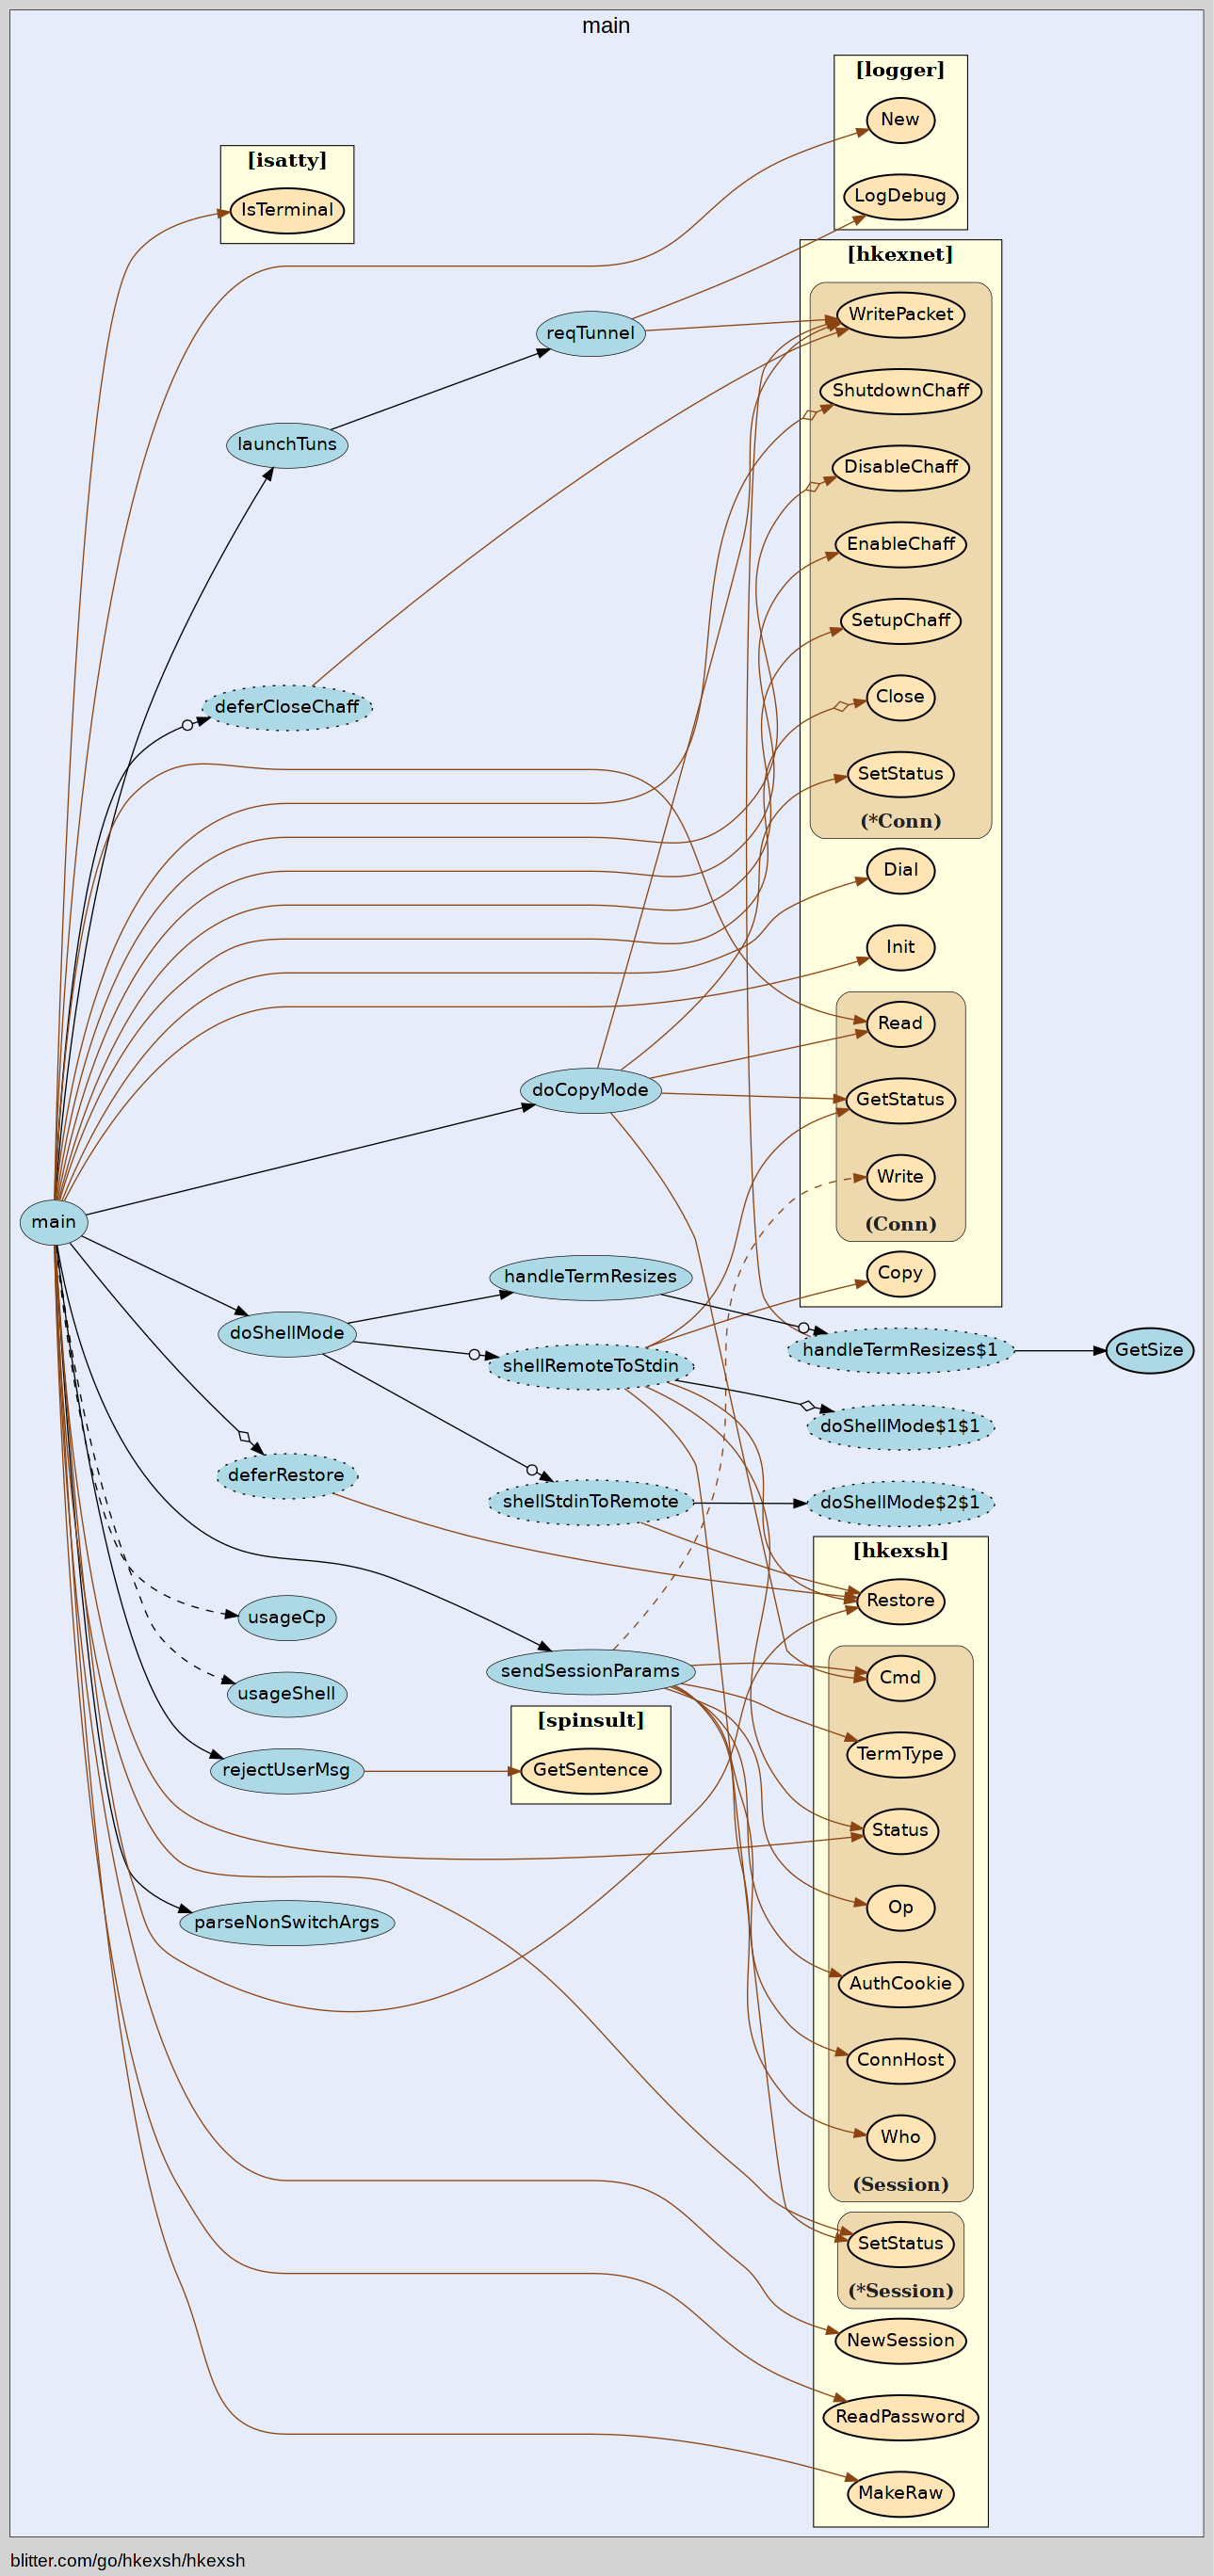 main
[logger]
New
LogDebug
[isatty]
IsTerminal
[hkexnet]
WritePacket
ShutdownChaff
DisableChaff
EnableChaff
SetupChaff
Close
SetStatus
(*Conn)
Dial
Init
Read
GetStatus
Write
(Conn)
Copy
reqTunnel
launchTuns
deferCloseChaff
doCopyMode
main
handleTermResizes
doShellMode
shellRemoteToStdin
handleTermResizes$1
GetSize
doShellMode$1$1
deferRestore
shellStdinToRemote
doShellMode$2$1
[hkexsh]
Restore
Cmd
TermType
Status
Op
AuthCookie
ConnHost
Who
(Session)
SetStatus
(*Session)
NewSession
ReadPassword
MakeRaw
usageCp
usageShell
sendSessionParams
[spinsult]
GetSentence
rejectUserMsg
parseNonSwitchArgs
blitter.com/go/hkexsh/hkexsh